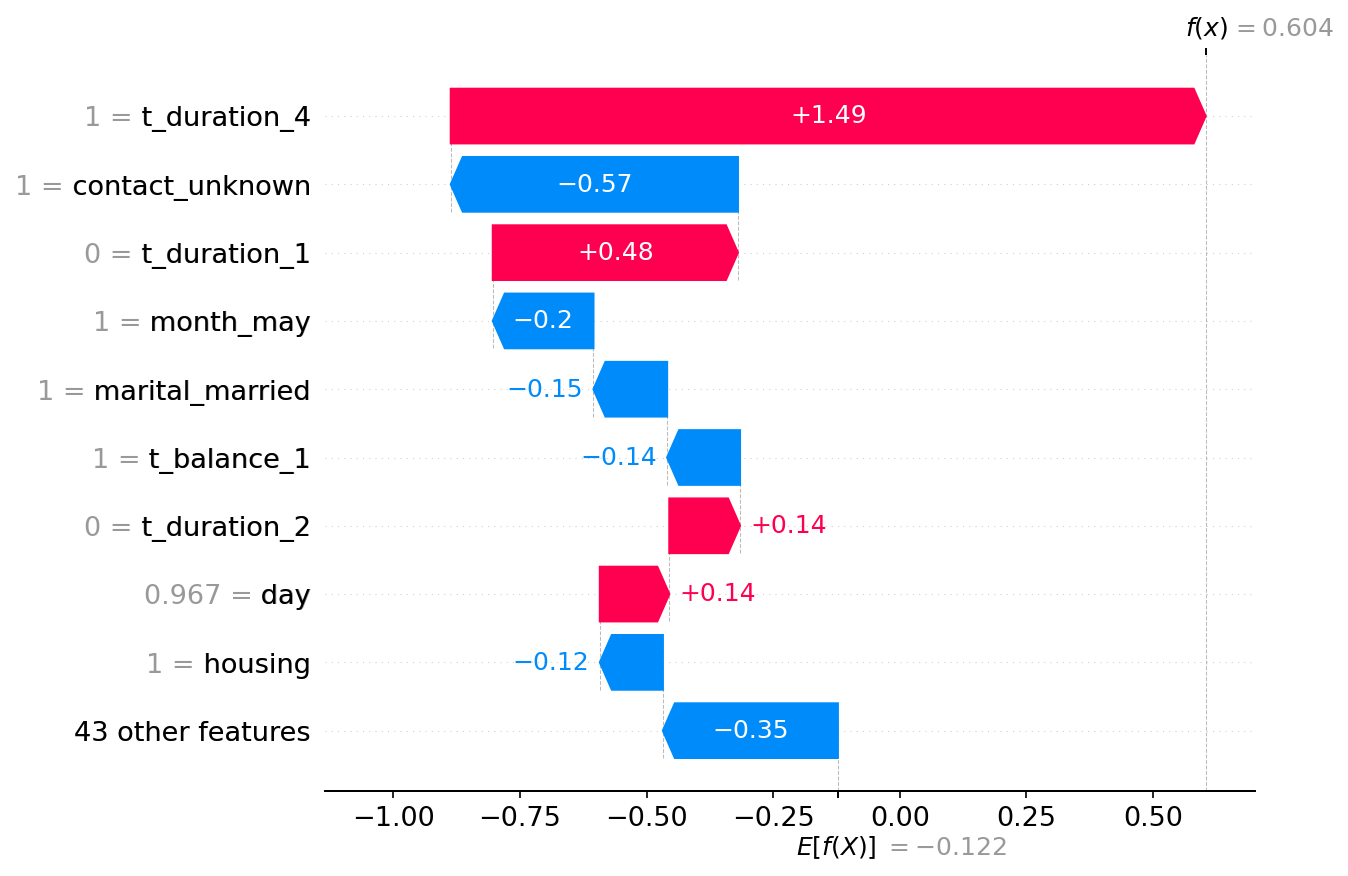 f(x) = 0.604
1 = t_duration_4 +1.49
1 = contact_unknown −0.57
0 = t_duration_1 +0.48
1 = month_may −0.2
1 = marital_married −0.15
1 = t_balance_1 −0.14
0 = t_duration_2 +0.14
0.967 = day +0.14
1 = housing −0.12
43 other features −0.35
−1.00 −0.75 −0.50 −0.25 0.00 0.25 0.50
E[f(X)] = −0.122